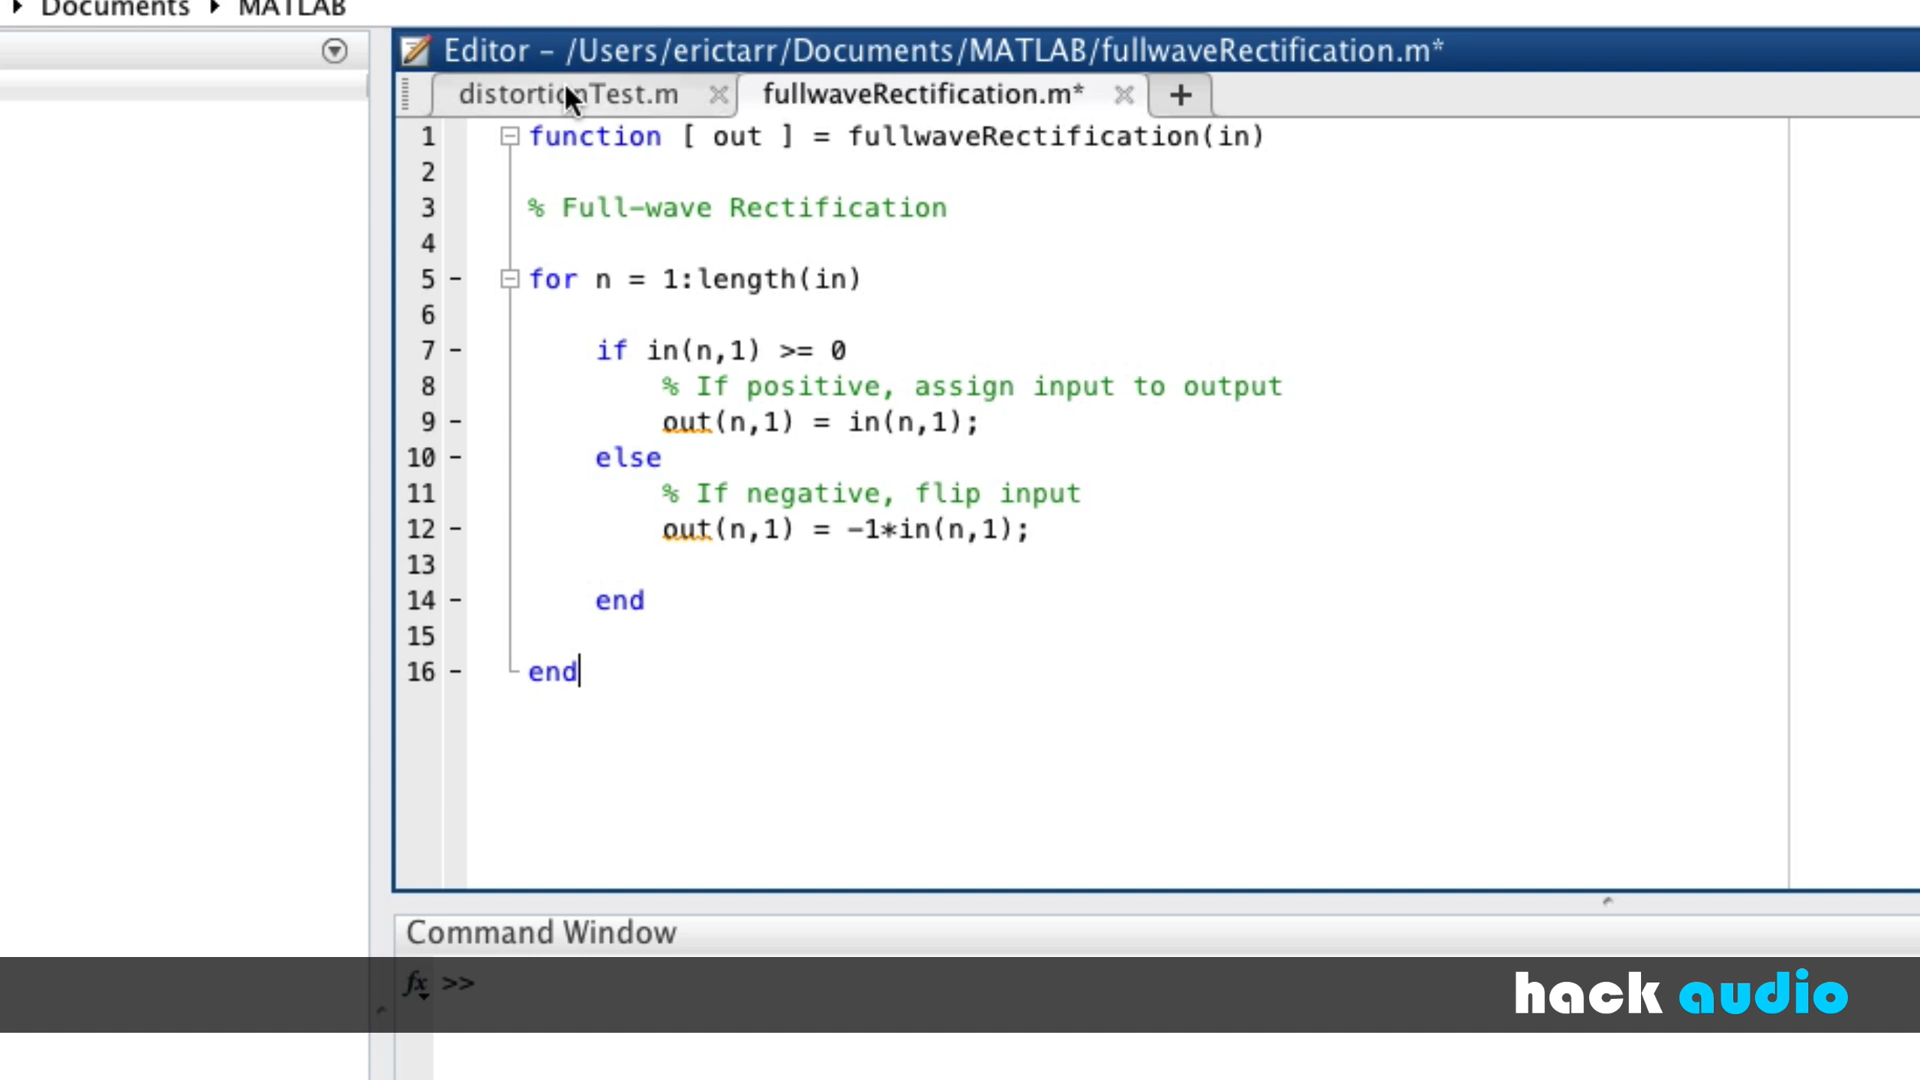 Documents MATLAB
Editor – /Users/erictarr/Documents/MATLAB/fullwaveRectification.m*
distortionTest.m fullwaveRectification.m* +
1 function [ out ] = fullwaveRectification(in)
2
3 % Full-wave Rectification
4
5 - for n = 1:length(in)
6
7 - if in(n,1) >= 0
8 % If positive, assign input to output
9 - out(n,1) = in(n,1);
10 - else
11 % If negative, flip input
12 - out(n,1) = -1*in(n,1);
13
14 - end
15
16 - end
Command Window
fx >>
hack audio